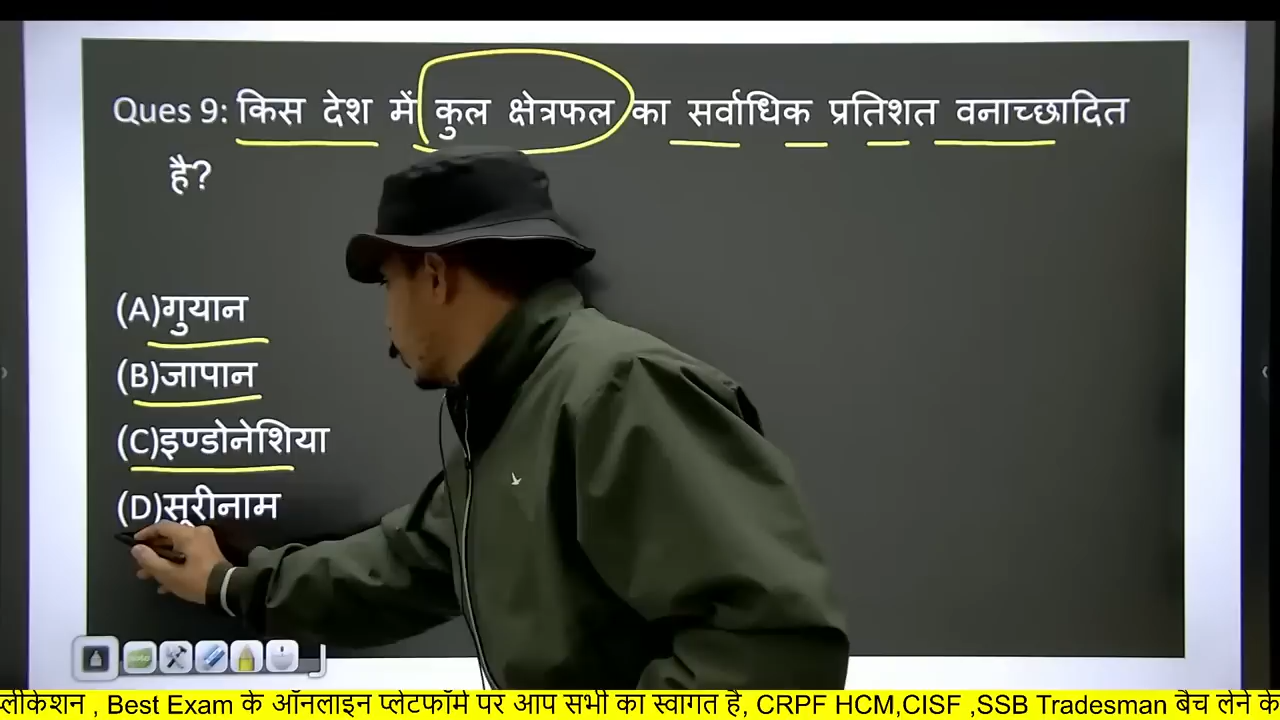 Ques 9: किस देश में कुल क्षेत्रफल का सर्वाधिक प्रतिशत वनाच्छादित
है?
(A)गुयान
(B)जापान
(C)इण्डोनेशिया
(D)सूरीनाम
प्लीकेशन , Best Exam के ऑनलाइन प्लेटफॉर्म पर आप सभी का स्वागत है, CRPF HCM,CISF ,SSB Tradesman बैच लेने के